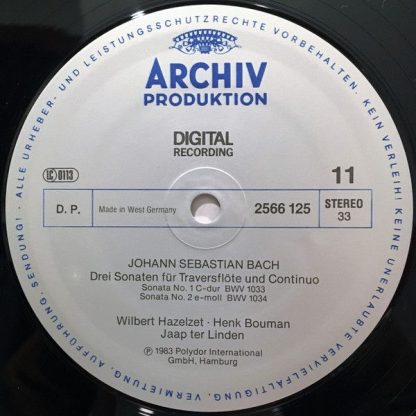 ALLE URHEBER- UND LEISTUNGSSCHUTZRECHTE VORBEHALTEN. KEIN VERLEIH! KEINE UNERLAUBTE VERVIELFÄLTIGUNG, VERMIETUNG, AUFFÜHRUNG, SENDUNG!
ARCHIV
PRODUKTION
DIGITAL
RECORDING
LC 0113
11
D. P.
Made in West Germany
2566 125
STEREO
33
JOHANN SEBASTIAN BACH
Drei Sonaten für Traversflöte und Continuo
Sonata No. 1 C-dur BWV 1033
Sonata No. 2 e-moll BWV 1034
Wilbert Hazelzet · Henk Bouman
Jaap ter Linden
Ⓟ 1983 Polydor International
GmbH, Hamburg